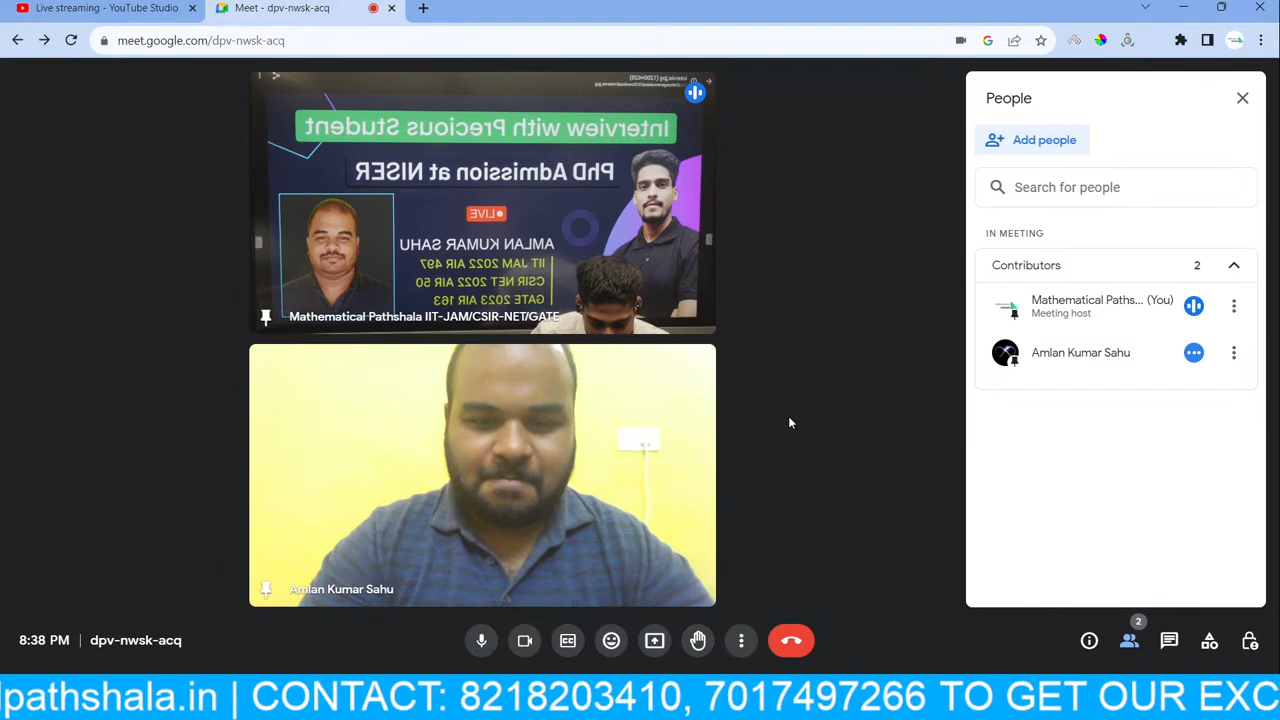 Live streaming - YouTube Studio
Meet - dpv-nwsk-acq
meet.google.com/dpv-nwsk-acq
Interview with Precious Student
PhD Admission at NISER
LIVE
AMLAN KUMAR SAHU
IIT JAM 2022 AIR 497
CSIR NET 2022 AIR 50
GATE 2023 AIR 163
Mathematical Pathshala IIT-JAM/CSIR-NET/GATE
Amlan Kumar Sahu
People
Add people
Search for people
IN MEETING
Contributors 2
Mathematical Paths... (You)
Meeting host
Amlan Kumar Sahu
8:38 PM | dpv-nwsk-acq
2
lpathshala.in | CONTACT: 8218203410, 7017497266 TO GET OUR EXC